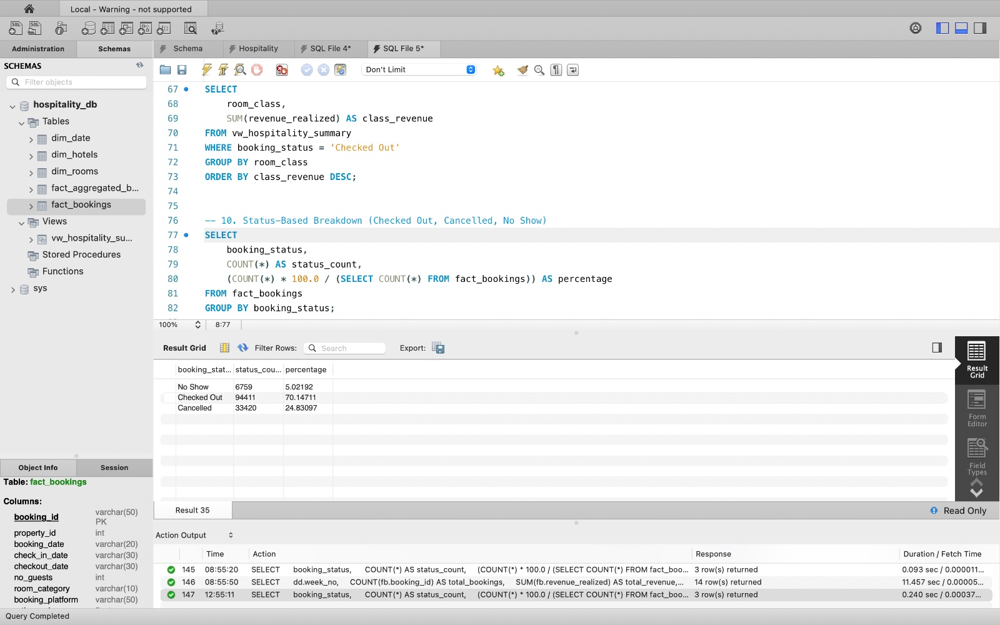 Local - Warning - not supported
Administration
Schemas
Schema
Hospitality
SQL File 4*
SQL File 5*
SCHEMAS
Filter objects
Don't Limit
hospitality_db
Tables
dim_date
dim_hotels
dim_rooms
fact_aggregated_b...
fact_bookings
Views
vw_hospitality_su...
Stored Procedures
Functions
sys
67 SELECT
68 room_class,
69 SUM(revenue_realized) AS class_revenue
70 FROM vw_hospitality_summary
71 WHERE booking_status = 'Checked Out'
72 GROUP BY room_class
73 ORDER BY class_revenue DESC;
74
75
76 -- 10. Status-Based Breakdown (Checked Out, Cancelled, No Show)
77 SELECT
78 booking_status,
79 COUNT(*) AS status_count,
80 (COUNT(*) * 100.0 / (SELECT COUNT(*) FROM fact_bookings)) AS percentage
81 FROM fact_bookings
82 GROUP BY booking_status;
100% 8:77
Result Grid Filter Rows: Search Export:
booking_stat... status_cou... percentage
No Show 6759 5.02192
Checked Out 94411 70.14711
Cancelled 33420 24.83097
Result
Grid
Form
Editor
Field
Types
Object Info
Session
Table: fact_bookings
Columns:
booking_id varchar(50)
PK
property_id int
booking_date varchar(20)
check_in_date varchar(30)
checkout_date varchar(30)
no_guests int
room_category varchar(10)
booking_platform varchar(50)
Result 35
Read Only
Action Output
Time Action Response Duration / Fetch Time
145 08:55:20 SELECT booking_status, COUNT(*) AS status_count, (COUNT(*) * 100.0 / (SELECT COUNT(*) FROM fact_boo... 3 row(s) returned 0.093 sec / 0.000011...
146 08:55:50 SELECT dd.week_no, COUNT(fb.booking_id) AS total_bookings, SUM(fb.revenue_realized) AS total_revenue,... 14 row(s) returned 11.457 sec / 0.00005...
147 12:55:11 SELECT booking_status, COUNT(*) AS status_count, (COUNT(*) * 100.0 / (SELECT COUNT(*) FROM fact_boo... 3 row(s) returned 0.240 sec / 0.00037...
Query Completed